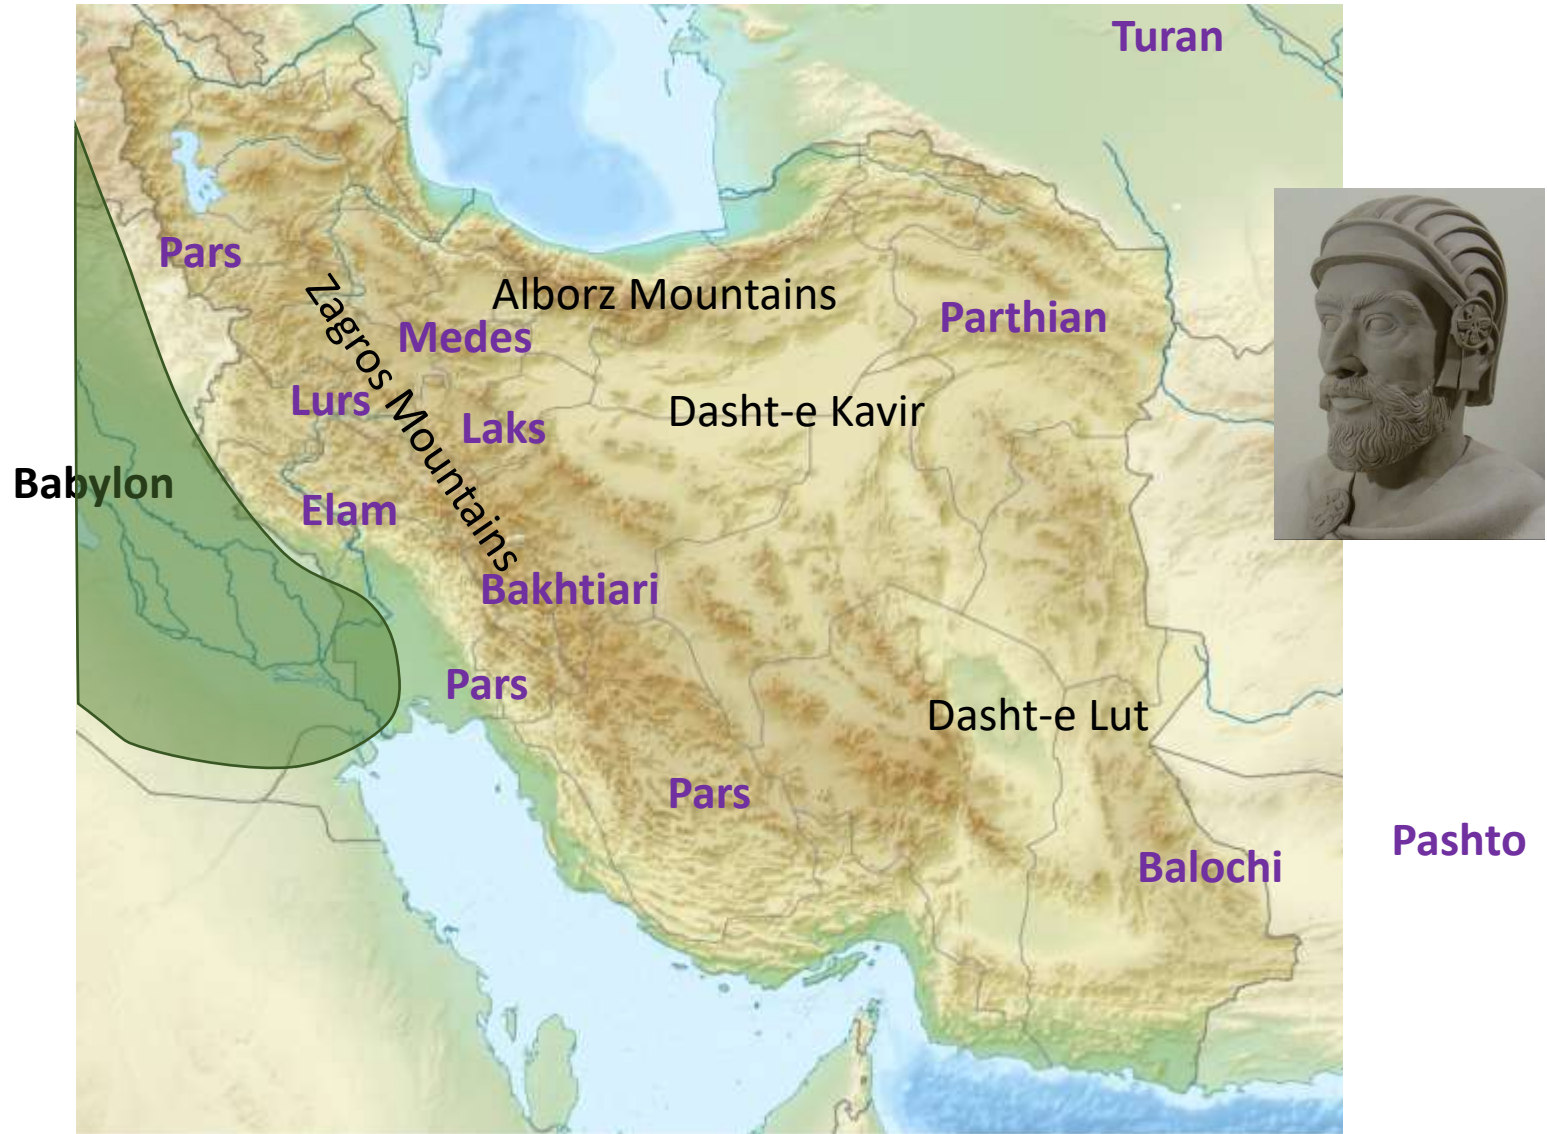 Turan
Pars
Zagros Mountains
Alborz Mountains
Medes
Parthian
Lurs
Laks
Dasht-e Kavir
Babylon
Elam
Bakhtiari
Pars
Dasht-e Lut
Pars
Balochi
Pashto